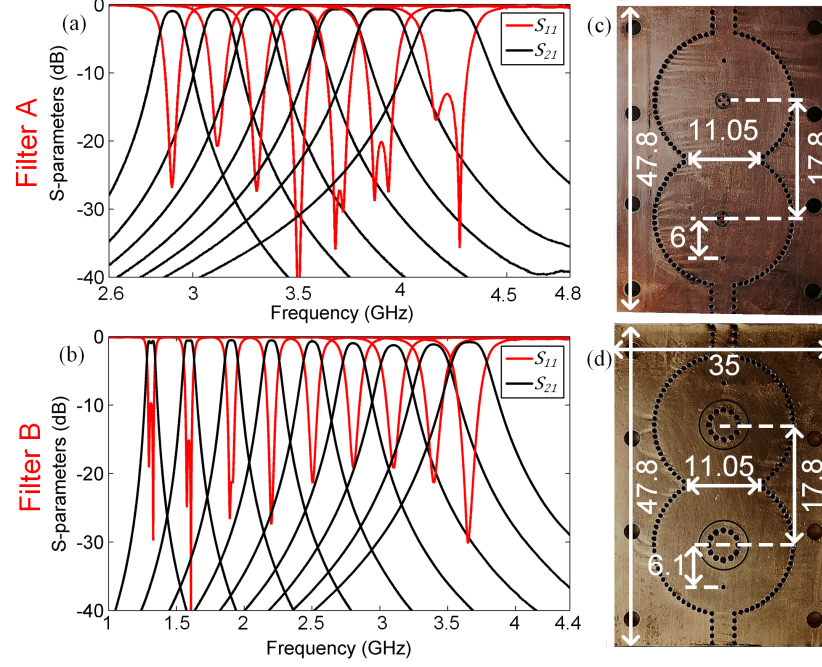 (a)
Filter A
S-parameters (dB)
0
-10
-20
-30
-40
S11
S21
2.6 3 3.5 4 4.5 4.8
Frequency (GHz)
(b)
Filter B
S-parameters (dB)
0
-10
-20
-30
-40
S11
S21
1 1.5 2 2.5 3 3.5 4 4.4
Frequency (GHz)
(c)
47.8
11.05
17.8
6
(d)
35
47.8
11.05
17.8
6.1